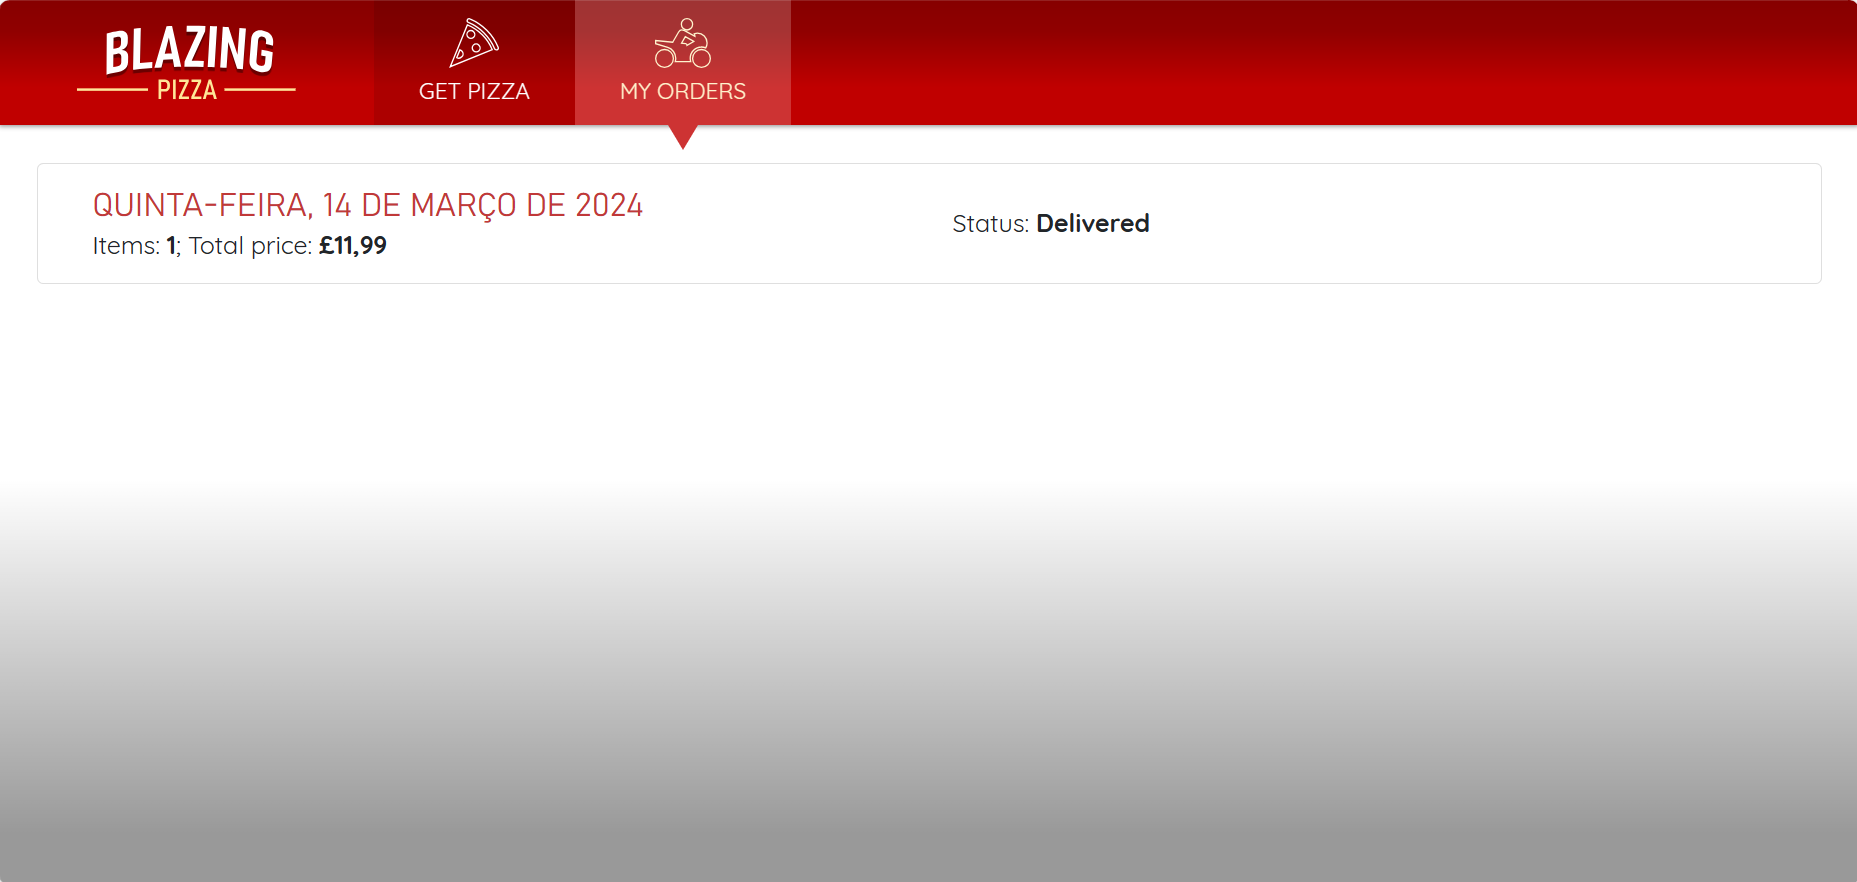 BLAZING
PIZZA
GET PIZZA
MY ORDERS
QUINTA-FEIRA, 14 DE MARÇO DE 2024
Items: 1; Total price: £11,99
Status: Delivered